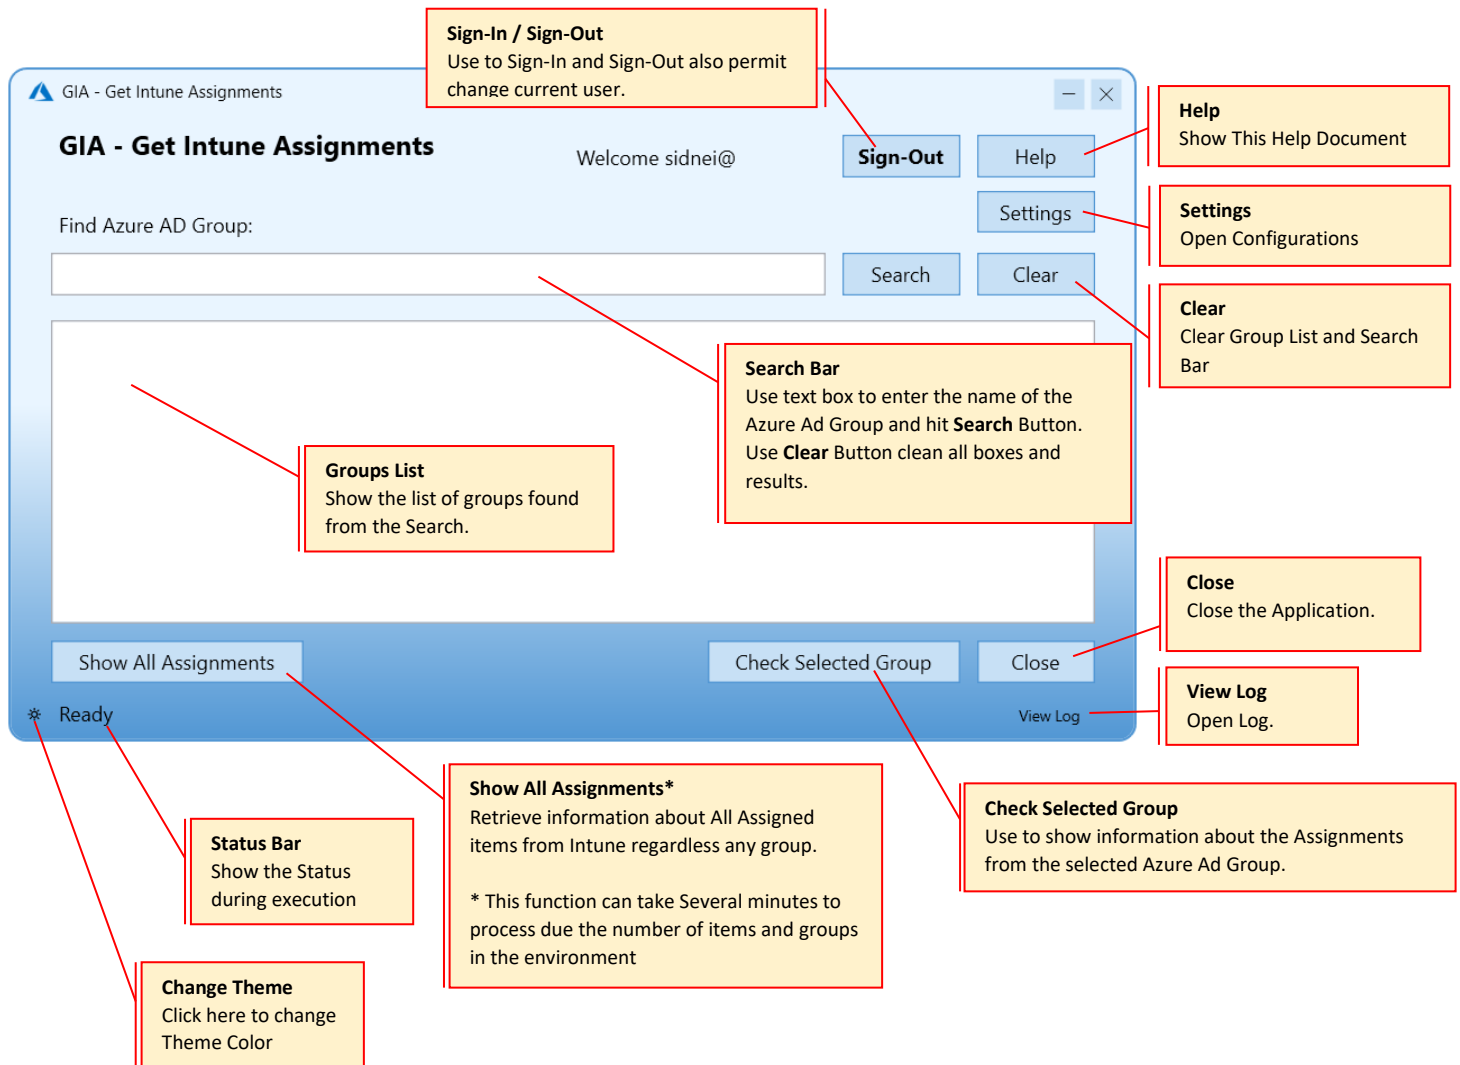 Sign-In / Sign-Out
Use to Sign-In and Sign-Out also permit
change current user.
GIA - Get Intune Assignments
GIA - Get Intune Assignments
Welcome sidnei@
Sign-Out
Help
Help
Show This Help Document
Settings
Settings
Open Configurations
Find Azure AD Group:
Search
Clear
Clear
Clear Group List and Search
Bar
Search Bar
Use text box to enter the name of the
Azure Ad Group and hit Search Button.
Use Clear Button clean all boxes and
results.
Groups List
Show the list of groups found
from the Search.
Close
Close the Application.
Show All Assignments
Check Selected Group
Close
View Log
Open Log.
Ready
View Log
Show All Assignments*
Retrieve information about All Assigned
items from Intune regardless any group.
* This function can take Several minutes to
process due the number of items and groups
in the environment
Check Selected Group
Use to show information about the Assignments
from the selected Azure Ad Group.
Status Bar
Show the Status
during execution
Change Theme
Click here to change
Theme Color